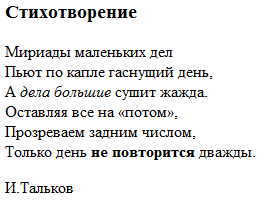 Стихотворение
Мириады маленьких дел
Пьют по капле гаснущий день,
А дела большие сушит жажда.
Оставляя все на «потом»,
Прозреваем задним числом,
Только день не повторится дважды.
И.Тальков